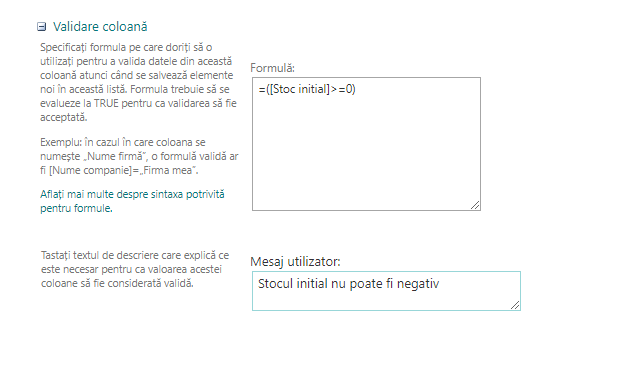 Validare coloană
Specificați formula pe care doriți să o
utilizați pentru a valida datele din această
coloană atunci când se salvează elemente
noi în această listă. Formula trebuie să se
evalueze la TRUE pentru ca validarea să fie
acceptată.
Exemplu: în cazul în care coloana se
numește „Nume firmă”, o formulă validă ar
fi [Nume companie]=„Firma mea”.
Aflați mai multe despre sintaxa potrivită
pentru formule.
Formulă:
=([Stoc initial]>=0)
Tastați textul de descriere care explică ce
este necesar pentru ca valoarea acestei
coloane să fie considerată validă.
Mesaj utilizator:
Stocul initial nu poate fi negativ